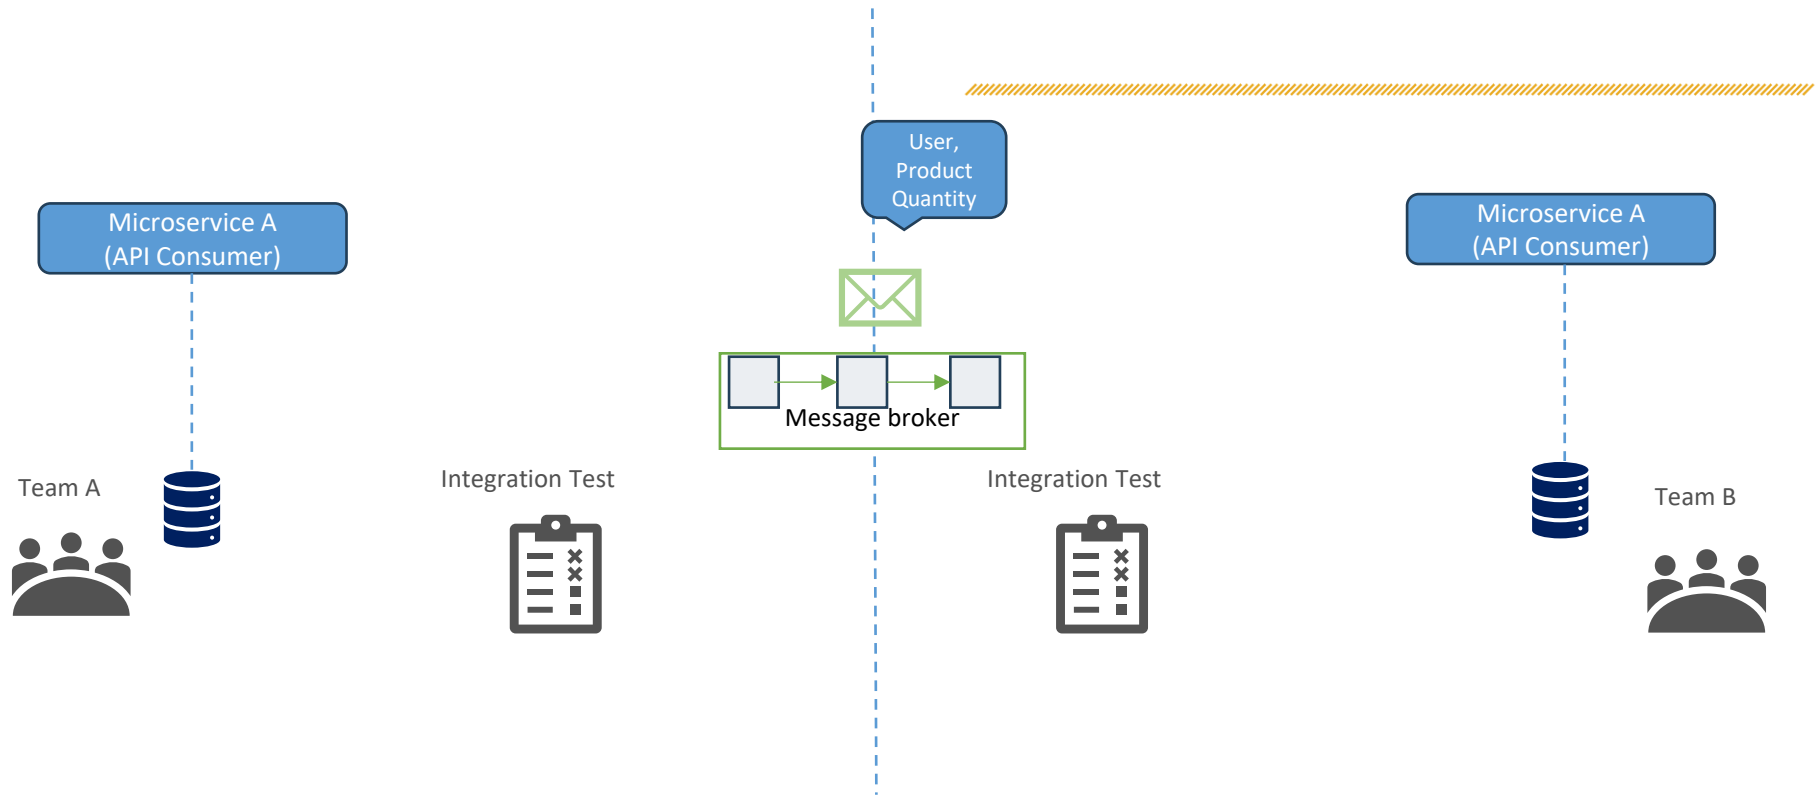 User,
Product
Quantity
Microservice A
(API Consumer)
Microservice A
(API Consumer)
Message broker
Team A
Integration Test
Integration Test
Team B